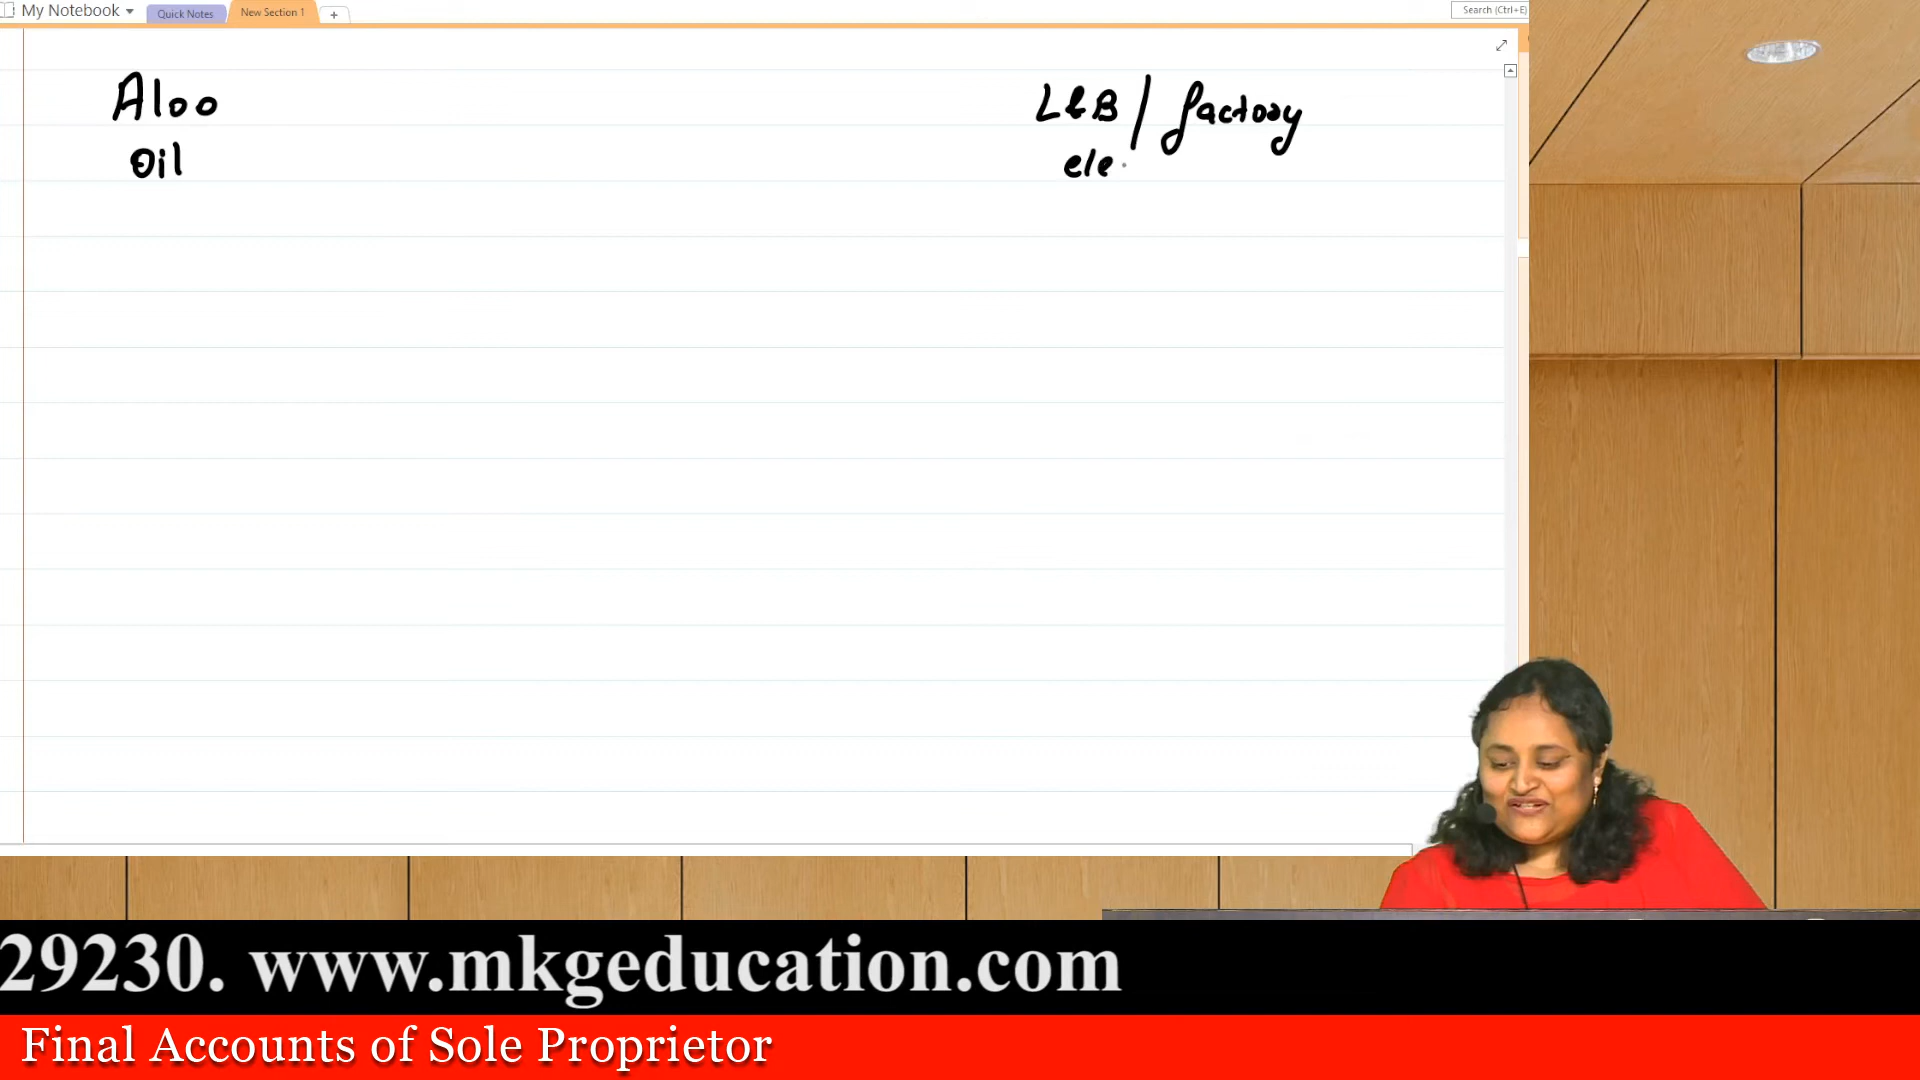 My Notebook
Quick Notes
New Section 1
+
Search (Ctrl+E)
Aloo
L&B / factory
Oil
ele
29230. www.mkgeducation.com
Final Accounts of Sole Proprietor